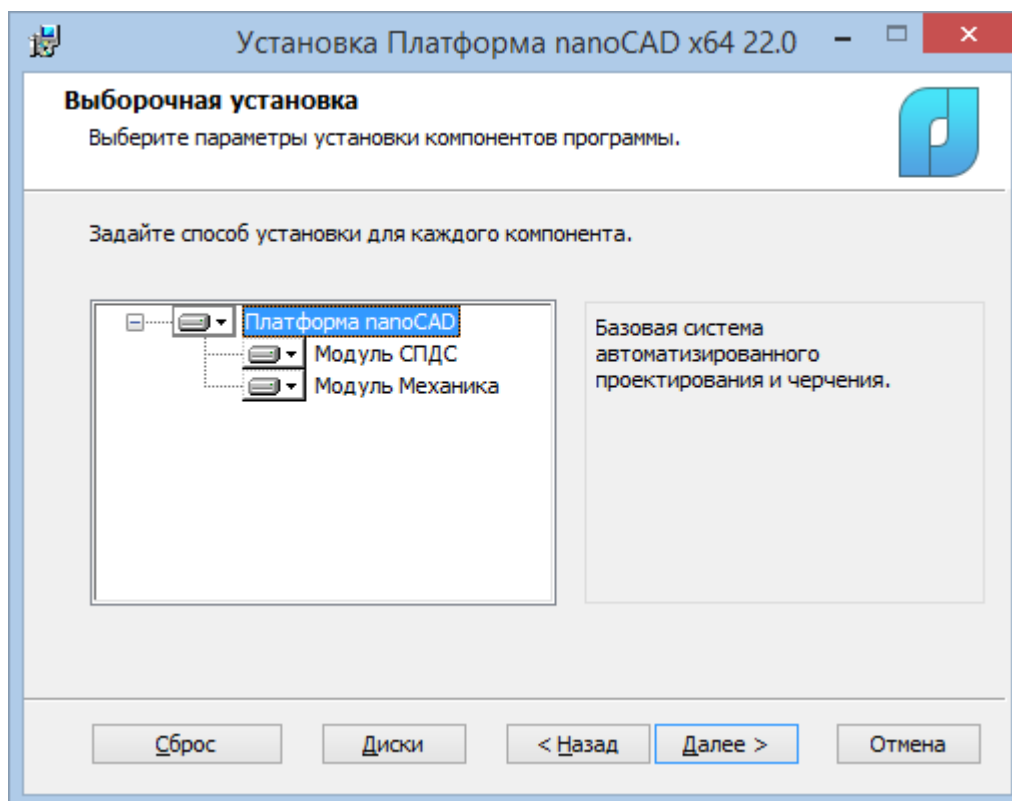 Установка Платформа nanoCAD x64 22.0
Выборочная установка
Выберите параметры установки компонентов программы.
Задайте способ установки для каждого компонента.
Платформа nanoCAD
Модуль СПДС
Модуль Механика
Базовая система
автоматизированного
проектирования и черчения.
Сброс
Диски
< Назад
Далее >
Отмена